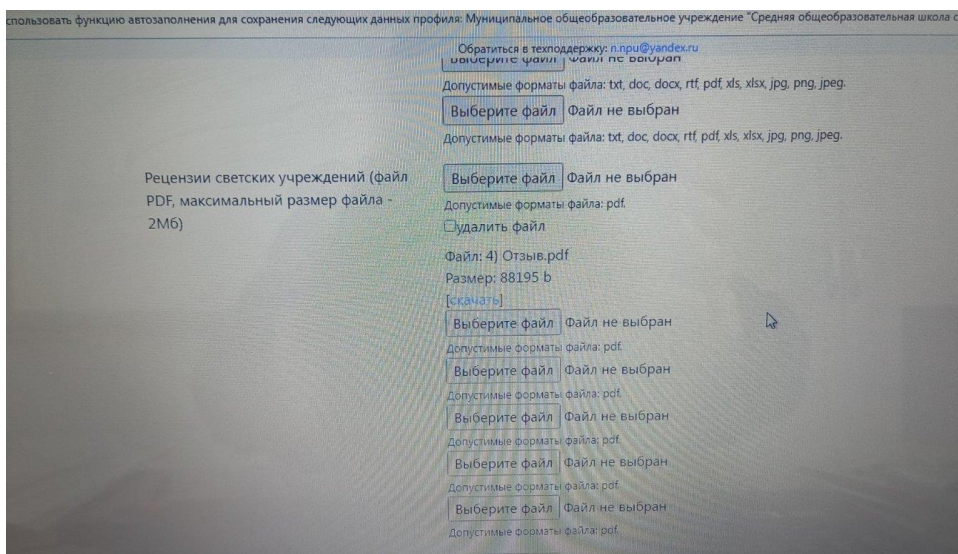 спользовать функцию автозаполнения для сохранения следующих данных профиля: Муниципальное общеобразовательное учреждение "Средняя общеобразовательная школа с
Обратиться в техподдержку: n.npu@yandex.ru
Выберите файл Файл не выбран
Допустимые форматы файла: txt, doc, docx, rtf, pdf, xls, xlsx, jpg, png, jpeg.
Выберите файл Файл не выбран
Допустимые форматы файла: txt, doc, docx, rtf, pdf, xls, xlsx, jpg, png, jpeg.
Рецензии светских учреждений (файл
PDF, максимальный размер файла -
2Мб)
Выберите файл Файл не выбран
Допустимые форматы файла: pdf.
удалить файл
Файл: 4) Отзыв.pdf
Размер: 88195 b
[скачать]
Выберите файл Файл не выбран
Допустимые форматы файла: pdf.
Выберите файл Файл не выбран
Допустимые форматы файла: pdf.
Выберите файл Файл не выбран
Допустимые форматы файла: pdf.
Выберите файл Файл не выбран
Допустимые форматы файла: pdf.
Выберите файл Файл не выбран
Допустимые форматы файла: pdf.